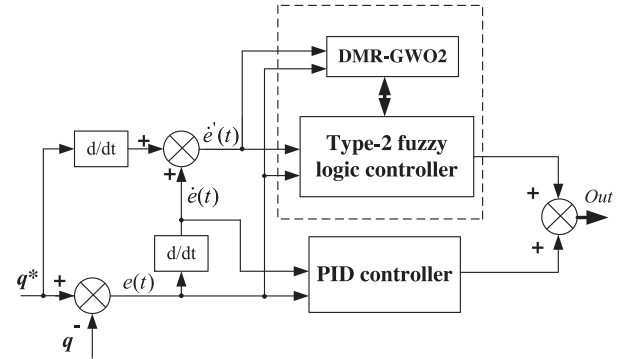 DMR-GWO2
ė'(t)
d/dt
+
+
Type-2 fuzzy
logic controller
ė(t)
+
Out
+
d/dt
PID controller
q*
+
e(t)
-
q